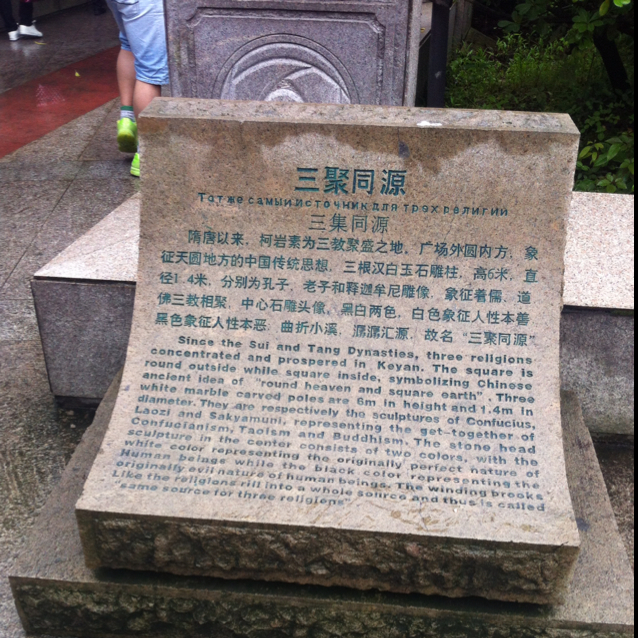 三聚同源
Тот же самый источник для трех религии
三集同源
隋唐以来，柯岩素为三教聚盛之地，广场外圆内方，象
征天圆地方的中国传统思想，三根汉白玉石雕柱，高6米，直
径1.4米，分别为孔子，老子和释迦牟尼雕像，象征着儒，道
佛三教相聚，中心石雕头像，黑白两色，白色象征人性本善
黑色象征人性本恶，曲折小溪，潺潺汇源，故名“三聚同源”
Since the Sui and Tang Dynasties, three religions
concentrated and prospered in Keyan. The square is
round outside while square inside, symbolizing Chinese
ancient idea of "round heaven and square earth". Three
white marble carved poles are 6m in height and 1.4m in
diameter. They are respectively the sculptures of Confucius,
Laozi and Sakyamuni, representing the get-together of
Confucianism, Taoism and Buddhism. The stone head
sculpture in the center consists of two colors, with the
white color representing the originally perfect nature of
Human beings while the black color representing the
originally evil nature of human beings. The winding brooks
Like the religions rill into a whole source and thus is called
"same source for three religions"